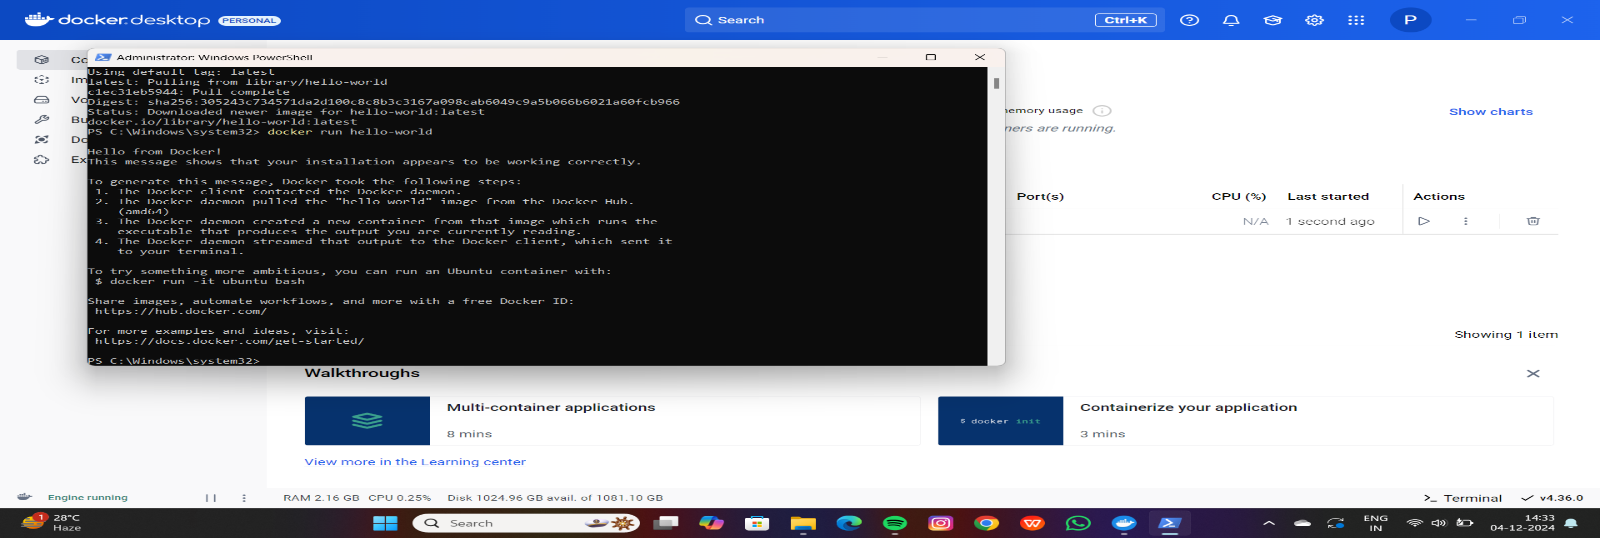 docker.desktop PERSONAL
Search Ctrl+K
P
Administrator: Windows PowerShell
Using default tag: latest
latest: Pulling from library/hello-world
c1ec31eb5944: Pull complete
Digest: sha256:305243c734571da2d100c8c8b3c3167a098cab6049c9a5b066b6021a60fcb966
Status: Downloaded newer image for hello-world:latest
docker.io/library/hello-world:latest
PS C:\Windows\system32> docker run hello-world
Hello from Docker!
This message shows that your installation appears to be working correctly.
To generate this message, Docker took the following steps:
1. The Docker client contacted the Docker daemon.
2. The Docker daemon pulled the "hello world" image from the Docker Hub.
(amd64)
3. The Docker daemon created a new container from that image which runs the
executable that produces the output you are currently reading.
4. The Docker daemon streamed that output to the Docker client, which sent it
to your terminal.
To try something more ambitious, you can run an Ubuntu container with:
$ docker run -it ubuntu bash
Share images, automate workflows, and more with a free Docker ID:
https://hub.docker.com/
For more examples and ideas, visit:
https://docs.docker.com/get-started/
PS C:\Windows\system32>
Co
Im
Vo
Bu
Do
Ex
emory usage
ners are running.
Show charts
Port(s) CPU (%) Last started Actions
N/A 1 second ago
Showing 1 item
Walkthroughs
Multi-container applications
8 mins
$ docker init
Containerize your application
3 mins
View more in the Learning center
Engine running RAM 2.16 GB CPU 0.25% Disk 1024.96 GB avail. of 1081.10 GB >_ Terminal v4.36.0
1
28°C
Haze
Search
ENG
IN
14:33
04-12-2024